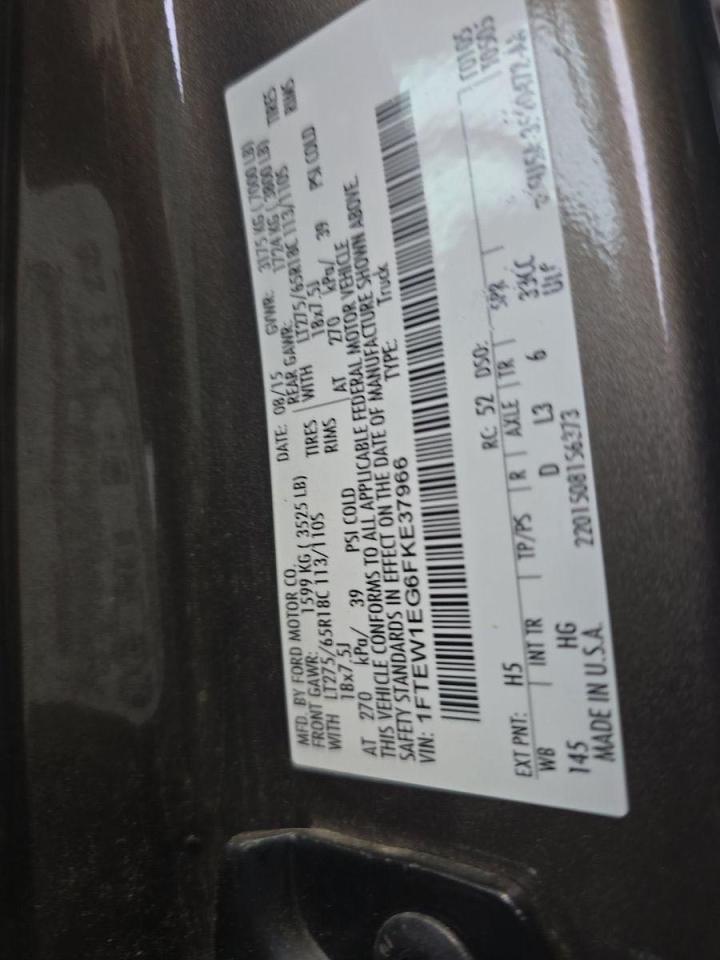 MFD. BY FORD MOTOR CO. DATE: 08/15 GVWR: 3175 KG ( 7000 LB)
FRONT GAWR: 1599 KG ( 3525 LB) REAR GAWR: 1724 KG ( 3800 LB)
WITH LT275/65R18C 113/110S TIRES WITH LT275/65R18C 113/110S TIRES
18x7.5J RIMS 18x7.5J RIMS
AT 270 kPa/ 39 PSI COLD AT 270 kPa/ 39 PSI COLD
THIS VEHICLE CONFORMS TO ALL APPLICABLE FEDERAL MOTOR VEHICLE
SAFETY STANDARDS IN EFFECT ON THE DATE OF MANUFACTURE SHOWN ABOVE.
VIN: 1FTEW1EG6FKE37966 TYPE: Truck
T0105
T0505
EXT PNT: H5 RC: 52 DSO:
WB INT TR TP/PS R AXLE TR SPR
145 HG D L3 6 33CC
MADE IN U.S.A. 2201508156373 ULP